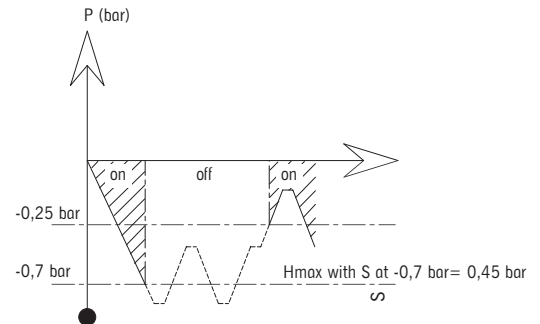 P (bar)
on
off
on
-0,25 bar
-0,7 bar
Hmax with S at -0,7 bar= 0,45 bar
S